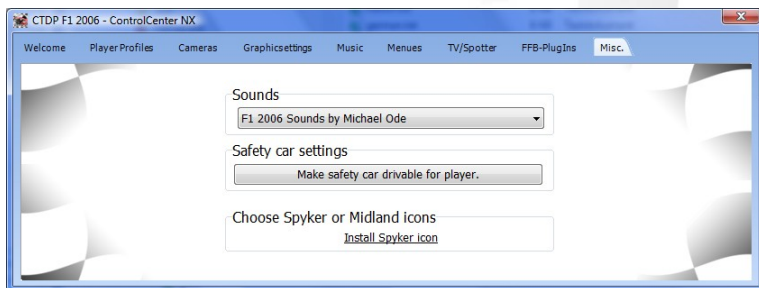 CTDP F1 2006 - ControlCenter NX
Welcome Player Profiles Cameras Graphicsettings Music Menues TV/Spotter FFB-PlugIns Misc.
Sounds
F1 2006 Sounds by Michael Ode
Safety car settings
Make safety car drivable for player.
Choose Spyker or Midland icons
Install Spyker icon